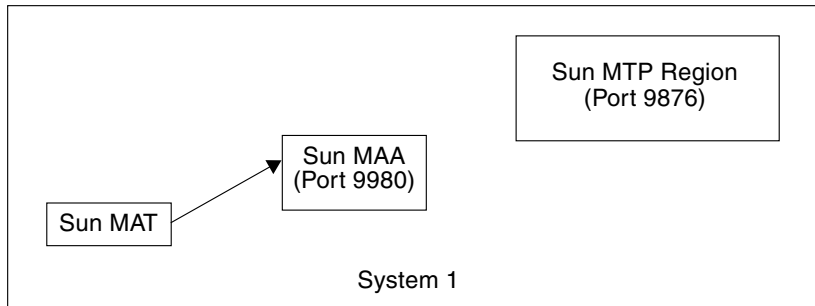 Sun MTP Region
(Port 9876)
Sun MAA
(Port 9980)
Sun MAT
System 1